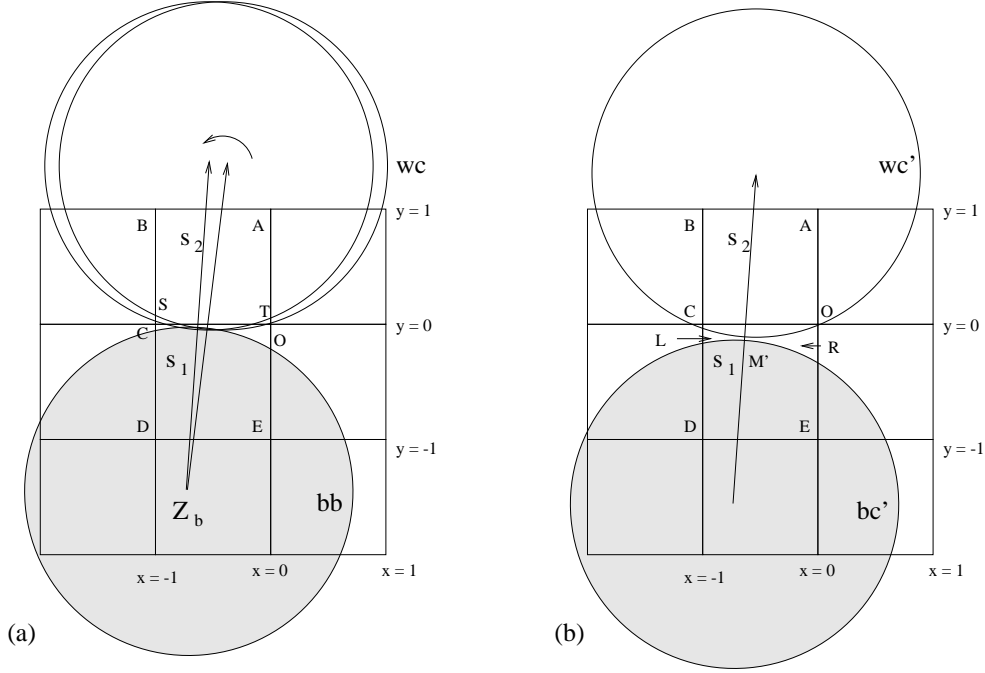 wc
y = 1
B
A
s 2
S
T
y = 0
C
O
s 1
D
E
y = -1
Z b
bb
x = -1
x = 0
x = 1
(a)
wc'
y = 1
B
A
s 2
C
O
y = 0
L
R
s 1
M'
D
E
y = -1
bc'
x = -1
x = 0
x = 1
(b)